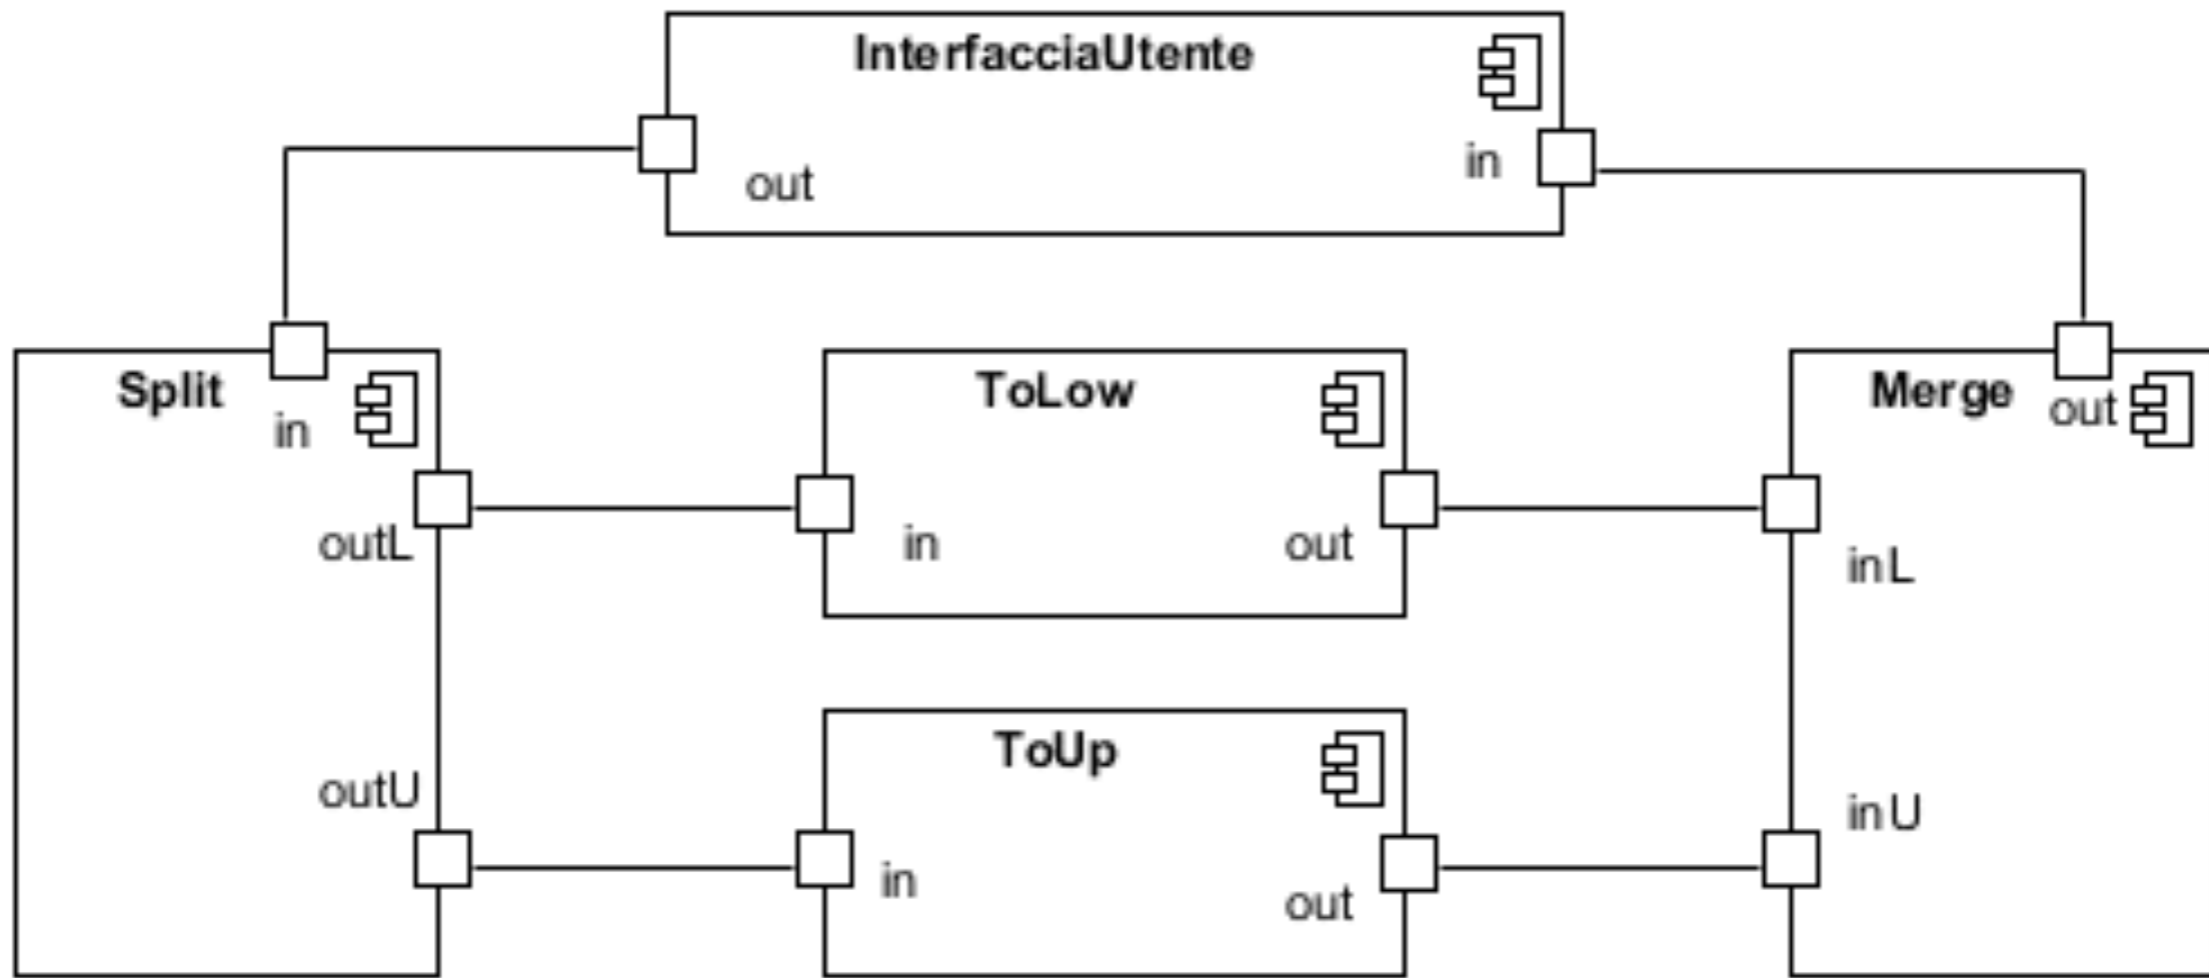 InterfacciaUtente
out
in
Split
in
outL
outU
ToLow
in
out
ToUp
in
out
Merge
out
inL
inU